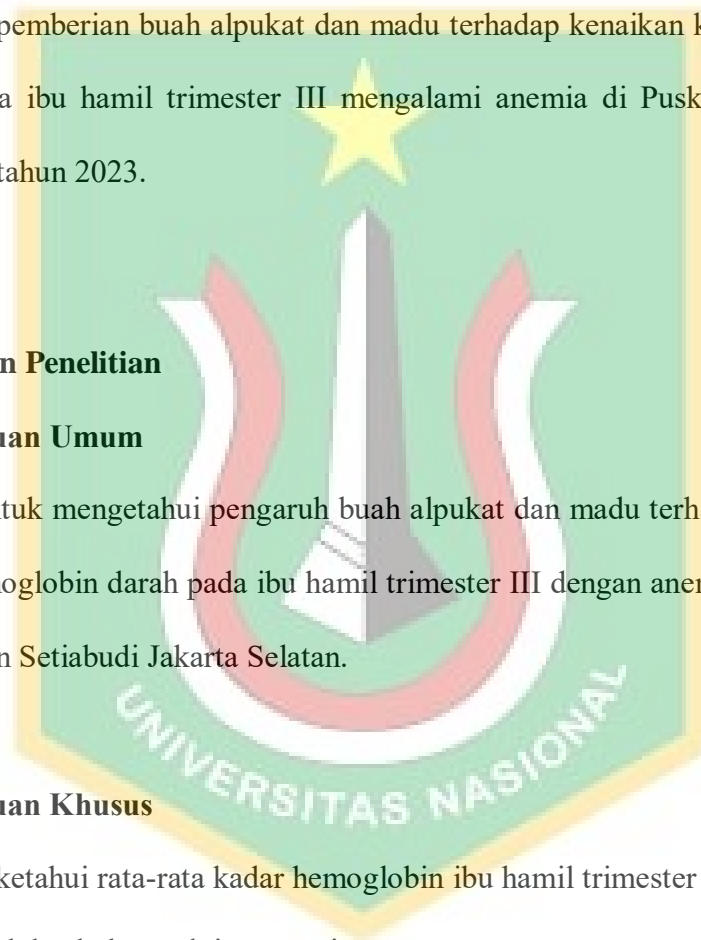 pemberian buah alpukat dan madu terhadap kenaikan
a ibu hamil trimester III mengalami anemia di Pusk
tahun 2023.
n Penelitian
uan Umum
tuk mengetahui pengaruh buah alpukat dan madu terh
noglobin darah pada ibu hamil trimester III dengan aner
n Setiabudi Jakarta Selatan.
UNIVERSITAS NASIONAL
uan Khusus
ketahui rata-rata kadar hemoglobin ibu hamil trimester